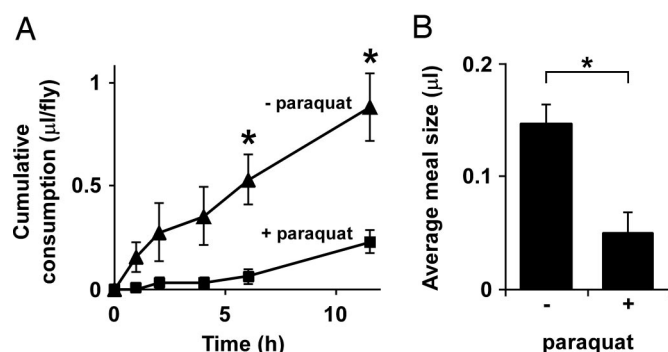 A
Cumulative
consumption (µl/fly)
1
0.5
0
*
*
- paraquat
+ paraquat
0
5
10
Time (h)
B
Average meal size (µl)
0.2
0.1
0
*
-
+
paraquat